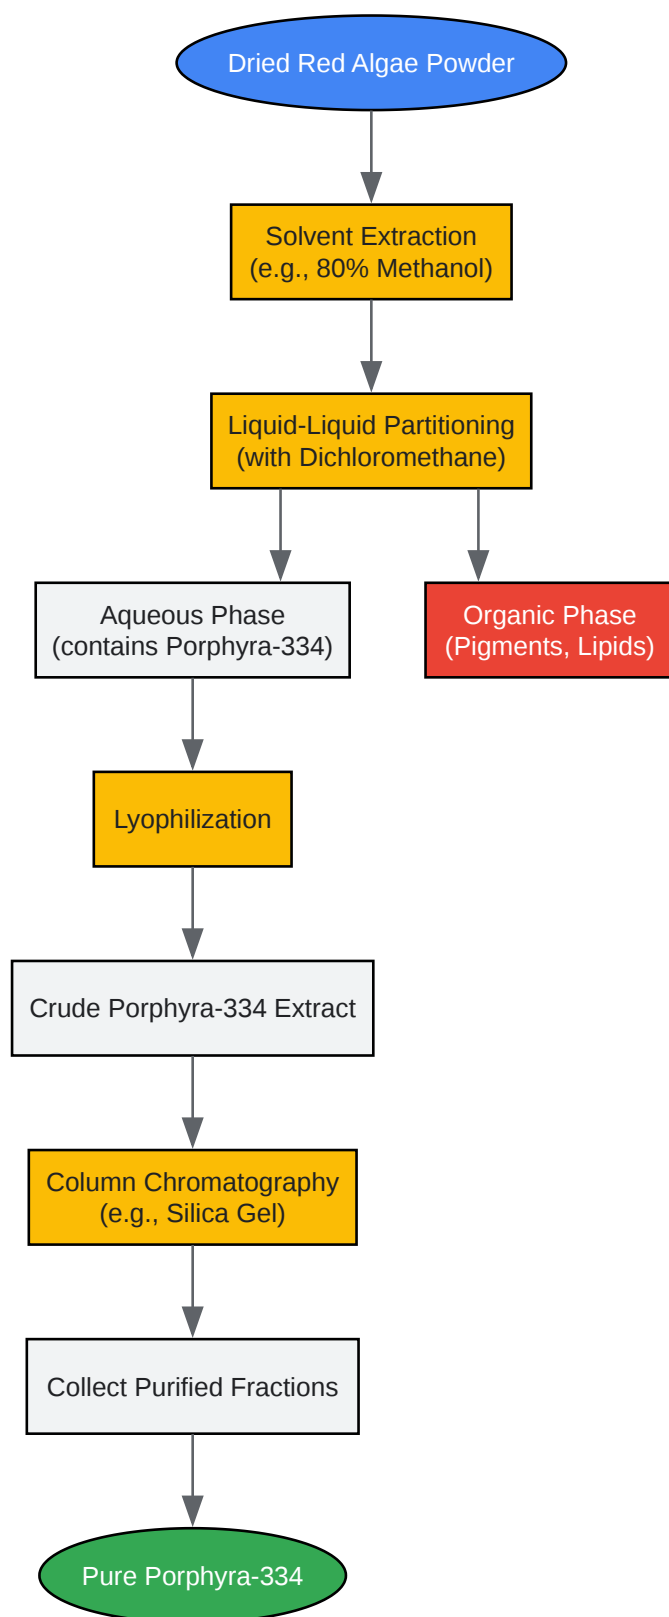 Dried Red Algae Powder
Solvent Extraction
(e.g., 80% Methanol)
Liquid-Liquid Partitioning
(with Dichloromethane)
Aqueous Phase
(contains Porphyra-334)
Organic Phase
(Pigments, Lipids)
Lyophilization
Crude Porphyra-334 Extract
Column Chromatography
(e.g., Silica Gel)
Collect Purified Fractions
Pure Porphyra-334